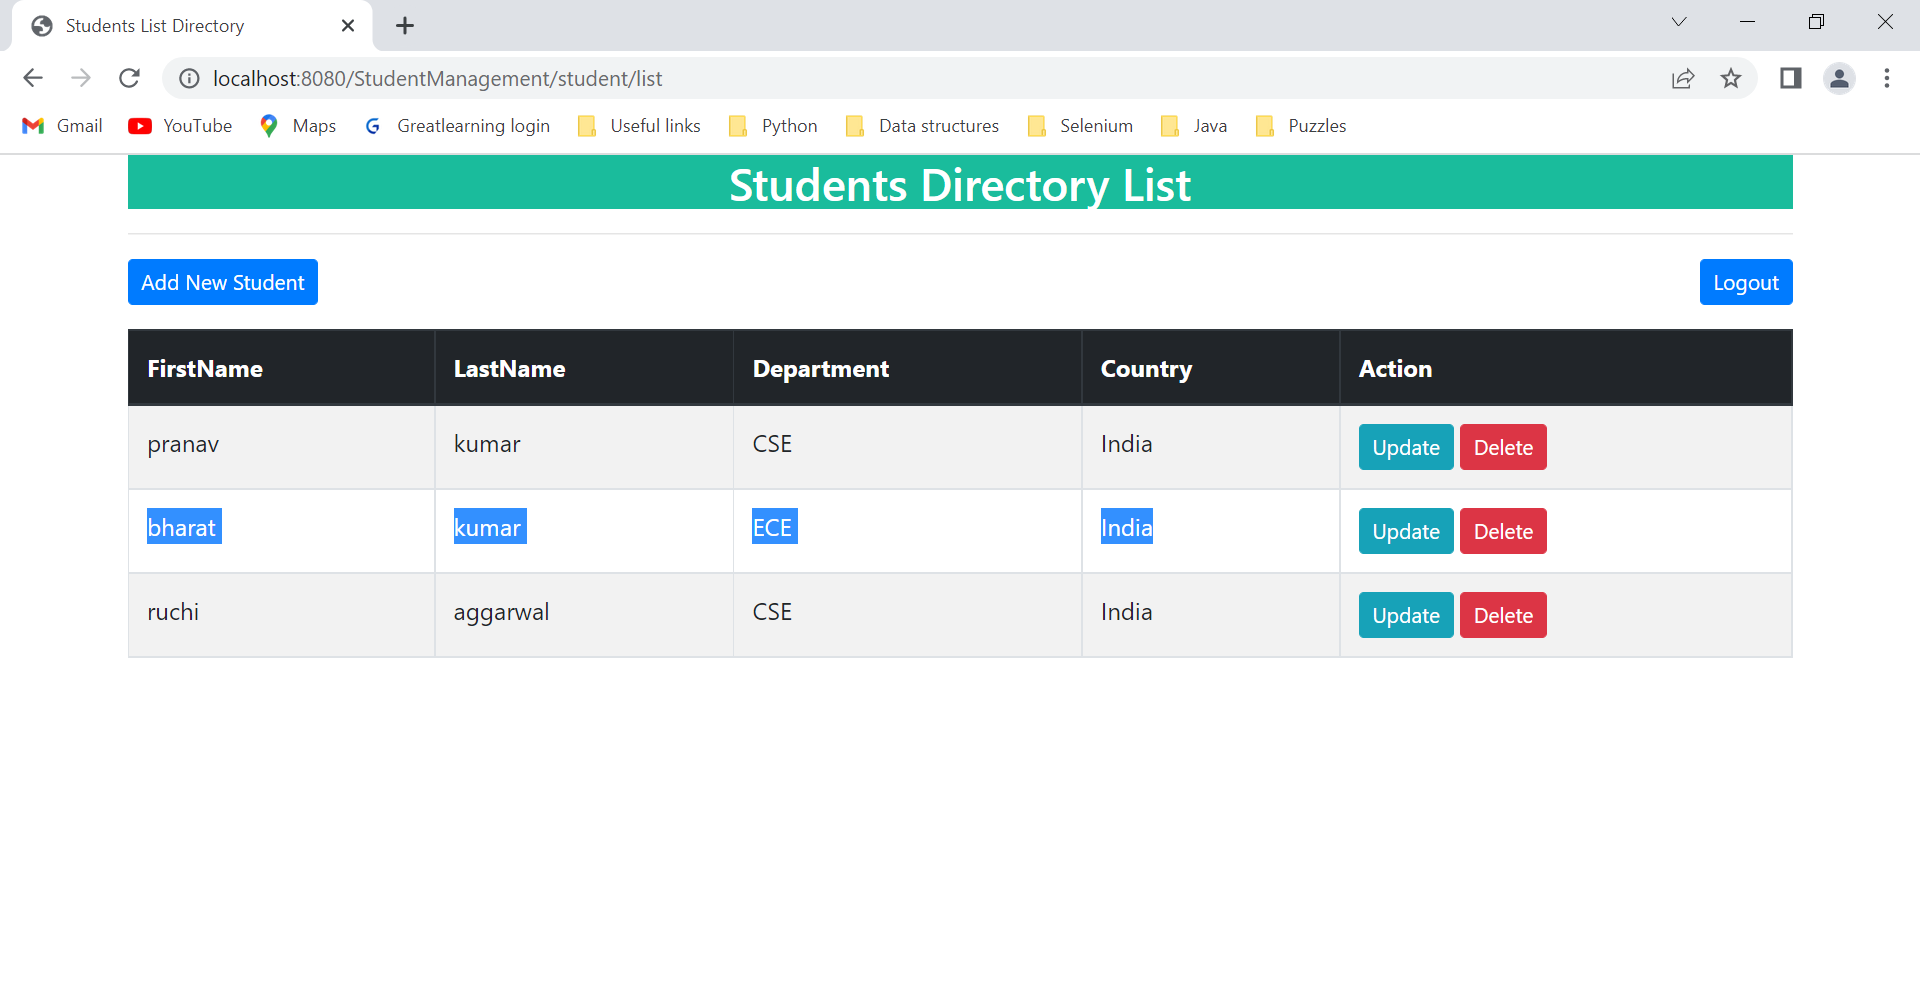 Students List Directory
localhost:8080/StudentManagement/student/list
Gmail YouTube Maps Greatlearning login Useful links Python Data structures Selenium Java Puzzles
Students Directory List
Add New Student Logout
FirstName LastName Department Country Action
pranav kumar CSE India Update Delete
bharat kumar ECE India Update Delete
ruchi aggarwal CSE India Update Delete